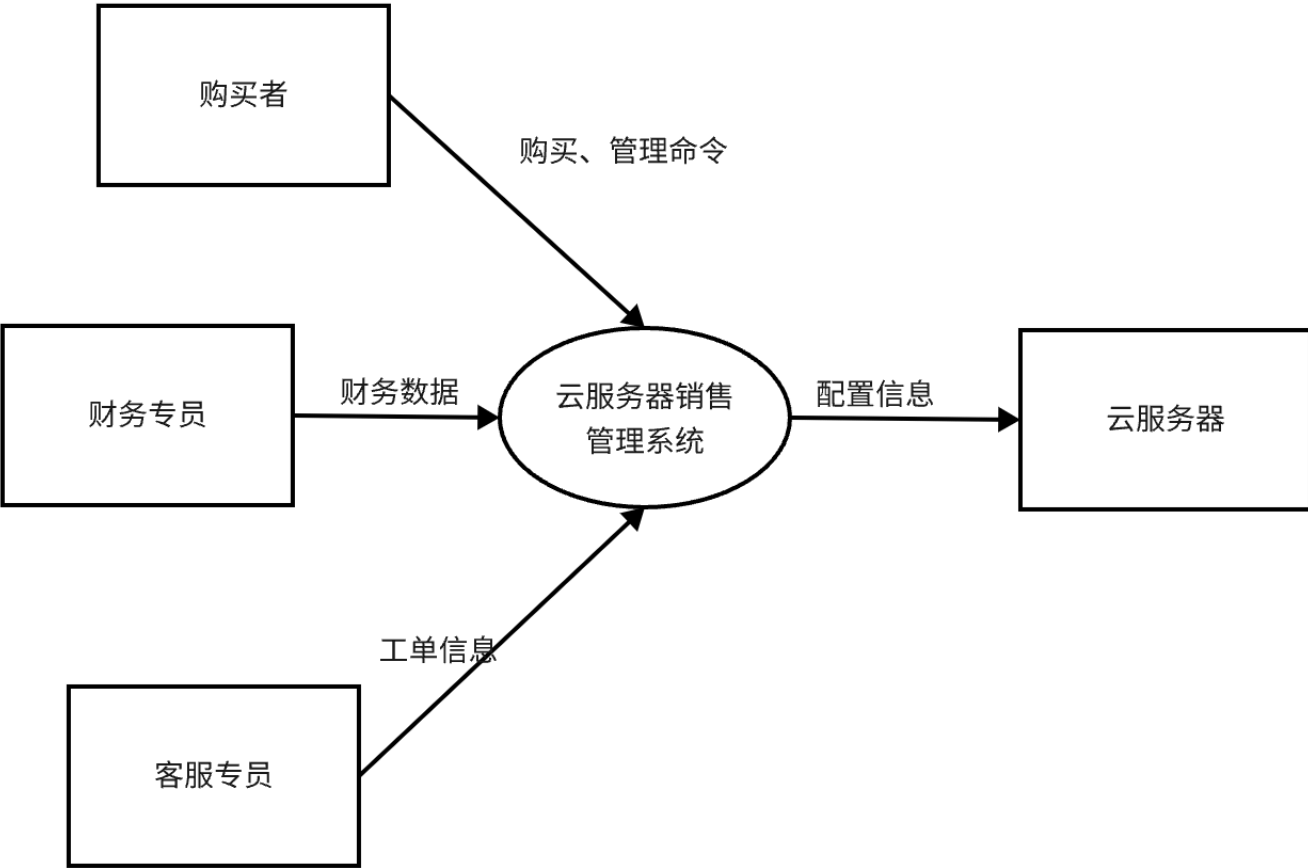 购买者
购买、管理命令
财务专员
财务数据
云服务器销售
管理系统
配置信息
云服务器
工单信息
客服专员